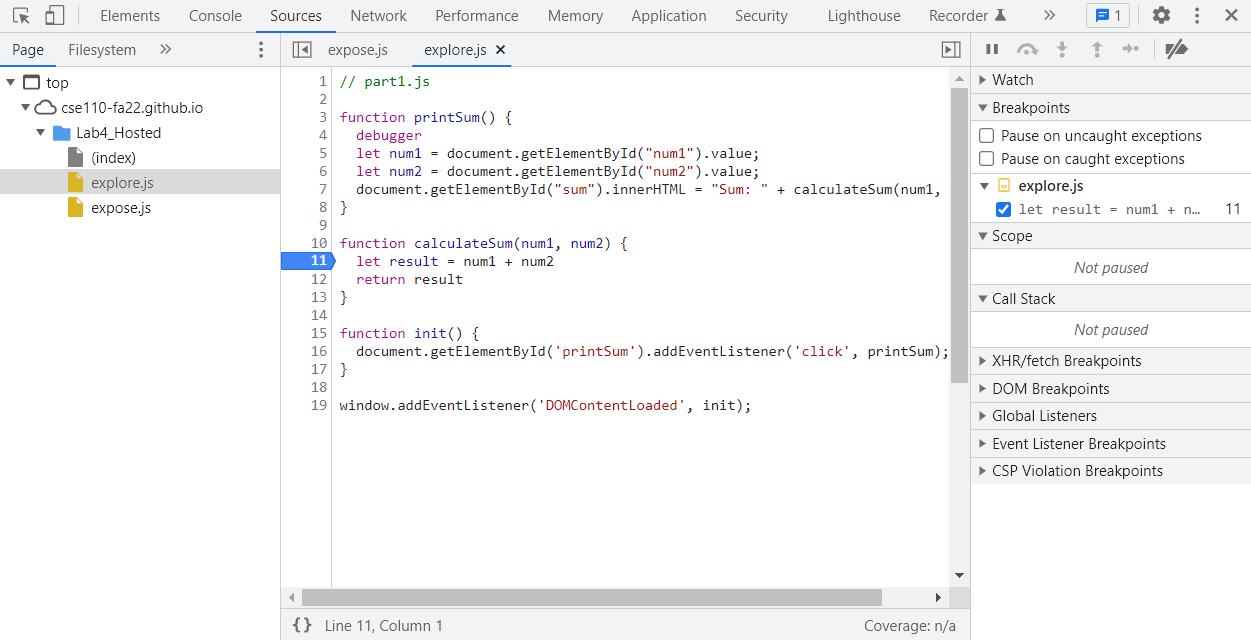 Elements Console Sources Network Performance Memory Application Security Lighthouse Recorder 1
Page Filesystem
top
cse110-fa22.github.io
Lab4_Hosted
(index)
explore.js
expose.js
expose.js explore.js
1 // part1.js
2
3 function printSum() {
4 debugger
5 let num1 = document.getElementById("num1").value;
6 let num2 = document.getElementById("num2").value;
7 document.getElementById("sum").innerHTML = "Sum: " + calculateSum(num1,
8 }
9
10 function calculateSum(num1, num2) {
11 let result = num1 + num2
12 return result
13 }
14
15 function init() {
16 document.getElementById('printSum').addEventListener('click', printSum);
17 }
18
19 window.addEventListener('DOMContentLoaded', init);
{} Line 11, Column 1 Coverage: n/a
Watch
Breakpoints
Pause on uncaught exceptions
Pause on caught exceptions
explore.js
let result = num1 + n… 11
Scope
Not paused
Call Stack
Not paused
XHR/fetch Breakpoints
DOM Breakpoints
Global Listeners
Event Listener Breakpoints
CSP Violation Breakpoints